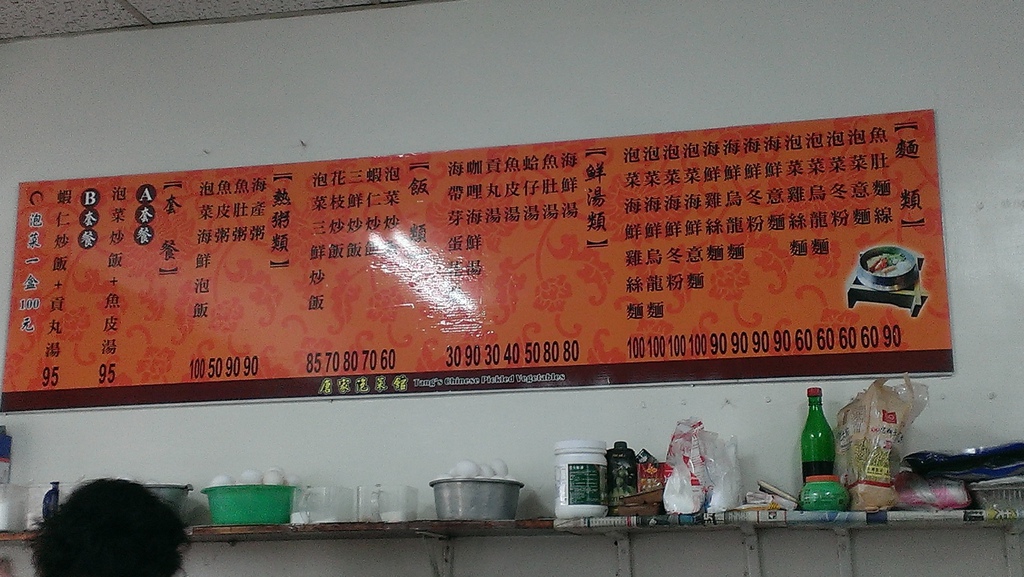 【麵類】
魚肚麵線 90
泡菜意麵 60
泡菜冬粉 60
泡菜烏龍麵 60
泡菜雞絲麵 60
海鮮意麵 90
海鮮冬粉 90
海鮮烏龍麵 90
海鮮雞絲麵 90
泡菜海鮮意麵 100
泡菜海鮮冬粉 100
泡菜海鮮烏龍麵 100
泡菜海鮮雞絲麵 100
【鮮湯類】
海鮮湯 80
魚肚湯 80
蛤仔湯 50
魚皮湯 40
貢丸湯 30
咖哩海鮮湯 90
海帶芽蛋花湯 30
【飯類】
泡菜炒飯 60
蝦仁炒飯 70
三鮮炒飯 80
花枝炒飯 70
泡菜三鮮炒飯 85
【熱粥類】
海產粥 90
魚肚粥 90
魚皮粥 50
泡菜海鮮泡飯 100
【套餐】
A套餐
泡菜炒飯+魚皮湯 95
B套餐
蝦仁炒飯+貢丸湯 95
泡菜一盒100元
唐家泡菜館 Tang's Chinese Pickled Vegetables